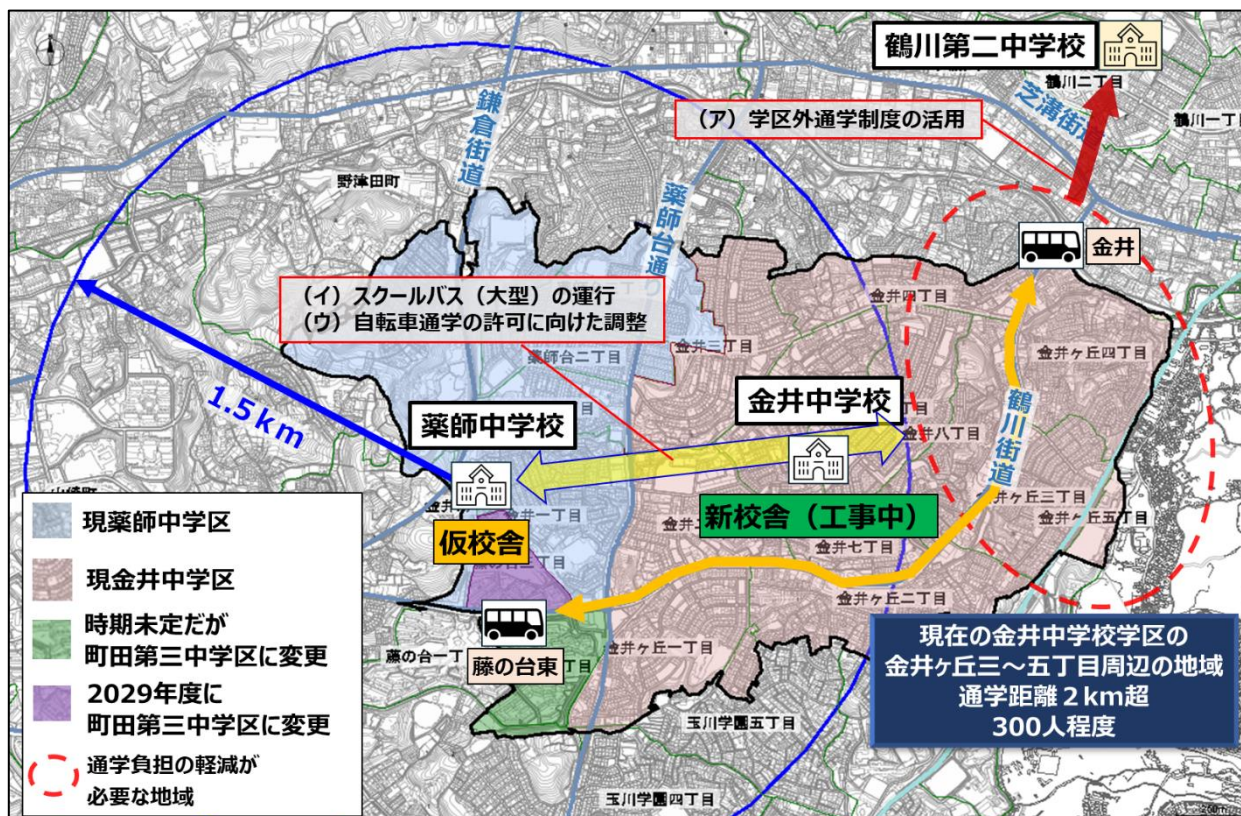 鶴川第二中学校
鶴川二丁目
鶴川一丁目
芝溝街道
鎌倉街道
(ア)学区外通学制度の活用
野津田町
薬師台通り
金井
(イ)スクールバス(大型)の運行
(ウ)自転車通学の許可に向けた調整
金井四丁目
金井三丁目
薬師台二丁目
金井ヶ丘四丁目
1.5km
薬師中学校
金井中学校
金井八丁目
鶴川街道
金井一丁目
新校舎(工事中)
仮校舎
金井ヶ丘三丁目
金井ヶ丘五丁目
金井七丁目
金井ヶ丘二丁目
藤の台一丁目
藤の台東
金井ヶ丘一丁目
玉川学園五丁目
玉川学園四丁目
現薬師中学区
現金井中学区
時期未定だが
町田第三中学区に変更
2029年度に
町田第三中学区に変更
通学負担の軽減が
必要な地域
現在の金井中学校学区の
金井ヶ丘三~五丁目周辺の地域
通学距離2km超
300人程度